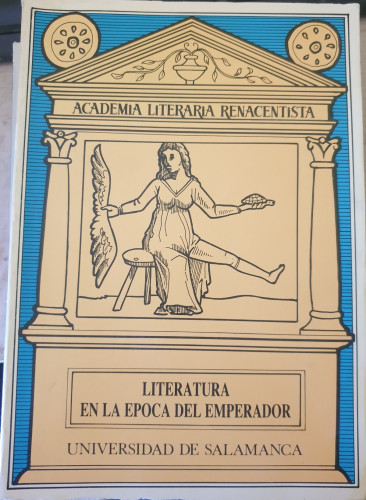 ACADEMIA LITERARIA RENACENTISTA
LITERATURA
EN LA EPOCA DEL EMPERADOR
UNIVERSIDAD DE SALAMANCA